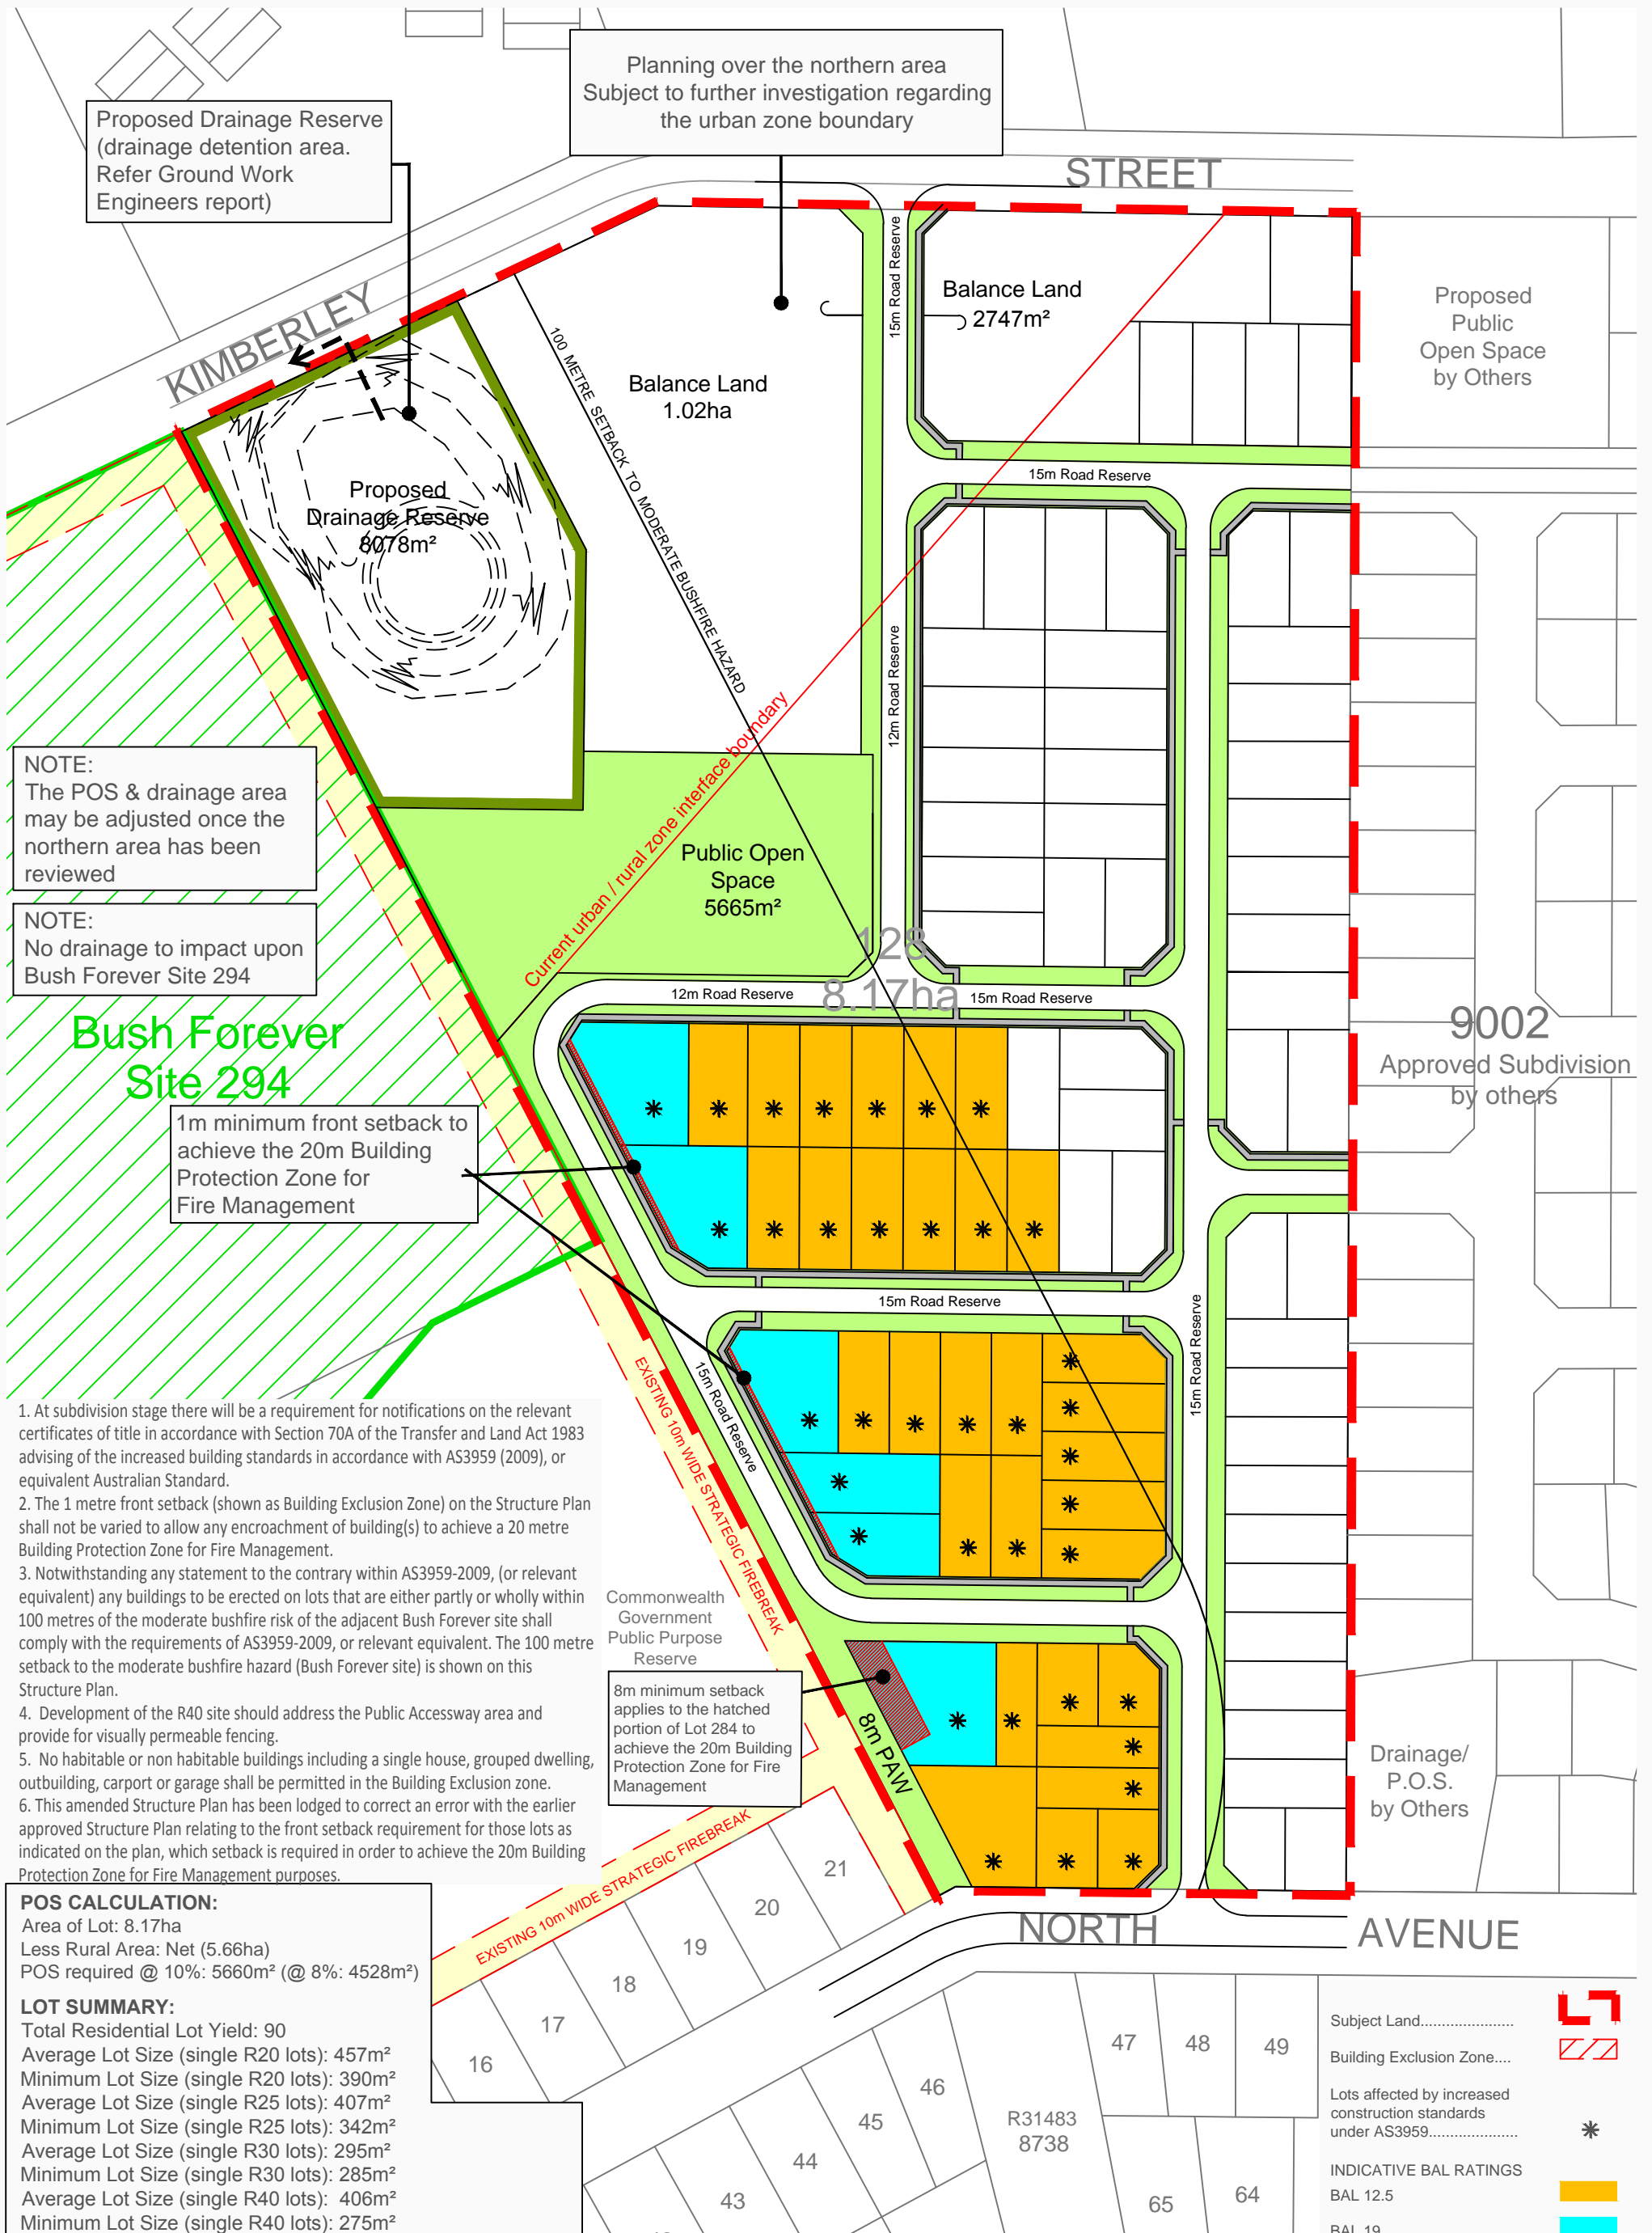 Planning over the northern area
Subject to further investigation regarding
the urban zone boundary
Proposed Drainage Reserve
(drainage detention area.
Refer Ground Work
Engineers report)
STREET
KIMBERLEY
15m Road Reserve
Balance Land
2747m²
Proposed
Public
Open Space
by Others
100 METRE SETBACK TO MODERATE BUSHFIRE HAZARD
Balance Land
1.02ha
15m Road Reserve
Proposed
Drainage Reserve
8078m²
12m Road Reserve
Current urban / rural zone interface boundary
NOTE:
The POS & drainage area
may be adjusted once the
northern area has been
reviewed
Public Open
Space
5665m²
NOTE:
No drainage to impact upon
Bush Forever Site 294
128
8.17ha
12m Road Reserve
15m Road Reserve
Bush Forever
Site 294
9002
Approved Subdivision
by others
1m minimum front setback to
achieve the 20m Building
Protection Zone for
Fire Management
15m Road Reserve
15m Road Reserve
15m Road Reserve
EXISTING 10m WIDE STRATEGIC FIREBREAK
1. At subdivision stage there will be a requirement for notifications on the relevant
certificates of title in accordance with Section 70A of the Transfer and Land Act 1983
advising of the increased building standards in accordance with AS3959 (2009), or
equivalent Australian Standard.
2. The 1 metre front setback (shown as Building Exclusion Zone) on the Structure Plan
shall not be varied to allow any encroachment of building(s) to achieve a 20 metre
Building Protection Zone for Fire Management.
3. Notwithstanding any statement to the contrary within AS3959-2009, (or relevant
equivalent) any buildings to be erected on lots that are either partly or wholly within
100 metres of the moderate bushfire risk of the adjacent Bush Forever site shall
comply with the requirements of AS3959-2009, or relevant equivalent. The 100 metre
setback to the moderate bushfire hazard (Bush Forever site) is shown on this
Structure Plan.
4. Development of the R40 site should address the Public Accessway area and
provide for visually permeable fencing.
5. No habitable or non habitable buildings including a single house, grouped dwelling,
outbuilding, carport or garage shall be permitted in the Building Exclusion zone.
6. This amended Structure Plan has been lodged to correct an error with the earlier
approved Structure Plan relating to the front setback requirement for those lots as
indicated on the plan, which setback is required in order to achieve the 20m Building
Protection Zone for Fire Management purposes.
Commonwealth
Government
Public Purpose
Reserve
8m minimum setback
applies to the hatched
portion of Lot 284 to
achieve the 20m Building
Protection Zone for Fire
Management
8m PAW
Drainage/
P.O.S.
by Others
EXISTING 10m WIDE STRATEGIC FIREBREAK
NORTH
AVENUE
21
20
19
18
17
16
POS CALCULATION:
Area of Lot: 8.17ha
Less Rural Area: Net (5.66ha)
POS required @ 10%: 5660m² (@ 8%: 4528m²)
LOT SUMMARY:
Total Residential Lot Yield: 90
Average Lot Size (single R20 lots): 457m²
Minimum Lot Size (single R20 lots): 390m²
Average Lot Size (single R25 lots): 407m²
Minimum Lot Size (single R25 lots): 342m²
Average Lot Size (single R30 lots): 295m²
Minimum Lot Size (single R30 lots): 285m²
Average Lot Size (single R40 lots): 406m²
Minimum Lot Size (single R40 lots): 275m²
43
44
45
46
R31483
8738
47
48
49
65
64
Subject Land.....................
Building Exclusion Zone....
Lots affected by increased
construction standards
under AS3959....................
INDICATIVE BAL RATINGS
BAL 12.5
BAL 19